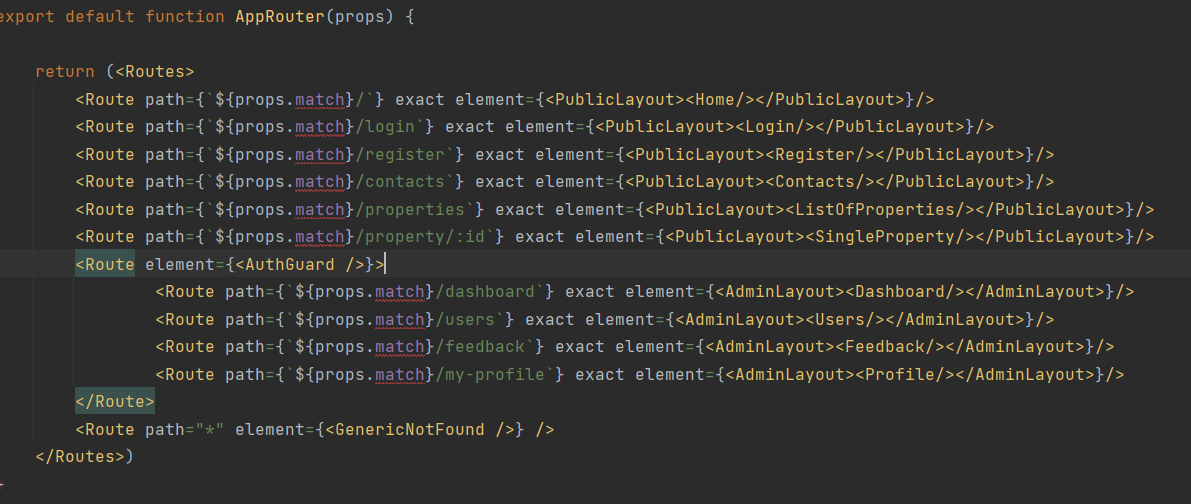 export default function AppRouter(props) {
return (<Routes>
<Route path={`${props.match}/`} exact element={<PublicLayout><Home/></PublicLayout>}/>
<Route path={`${props.match}/login`} exact element={<PublicLayout><Login/></PublicLayout>}/>
<Route path={`${props.match}/register`} exact element={<PublicLayout><Register/></PublicLayout>}/>
<Route path={`${props.match}/contacts`} exact element={<PublicLayout><Contacts/></PublicLayout>}/>
<Route path={`${props.match}/properties`} exact element={<PublicLayout><ListOfProperties/></PublicLayout>}/>
<Route path={`${props.match}/property/:id`} exact element={<PublicLayout><SingleProperty/></PublicLayout>}/>
<Route element={<AuthGuard />}>
<Route path={`${props.match}/dashboard`} exact element={<AdminLayout><Dashboard/></AdminLayout>}/>
<Route path={`${props.match}/users`} exact element={<AdminLayout><Users/></AdminLayout>}/>
<Route path={`${props.match}/feedback`} exact element={<AdminLayout><Feedback/></AdminLayout>}/>
<Route path={`${props.match}/my-profile`} exact element={<AdminLayout><Profile/></AdminLayout>}/>
</Route>
<Route path="*" element={<GenericNotFound />} />
</Routes>)
}